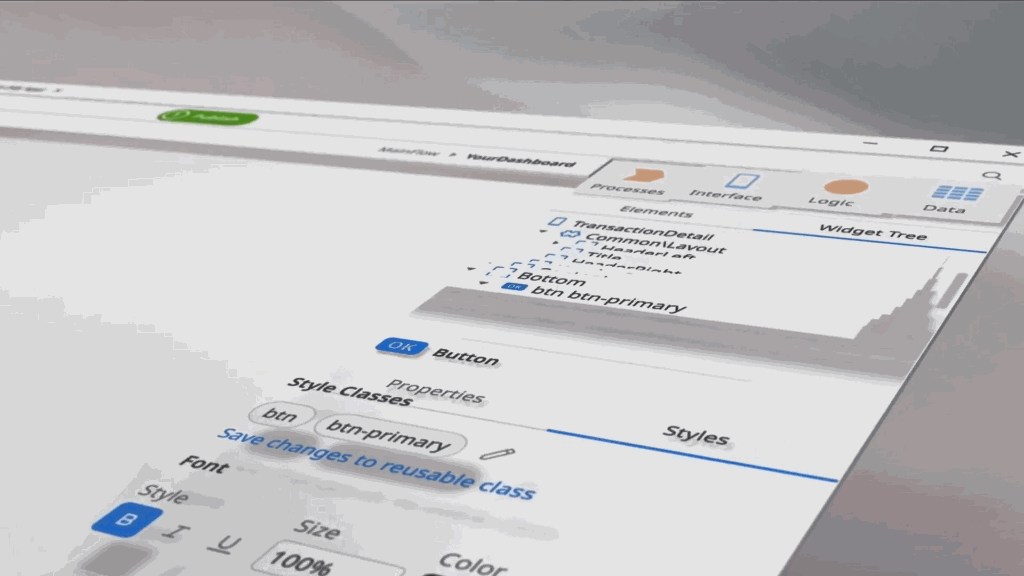 Publish
MainFlow YourDashboard
Processes Interface Logic Data
Elements Widget Tree
TransactionDetail
Common\Layout
HeaderLeft
Title
HeaderRight
Bottom
OK btn btn-primary
OK Button
Properties Styles
Style Classes
btn btn-primary
Save changes to reusable class
Font
Style Size Color
B I U 100%